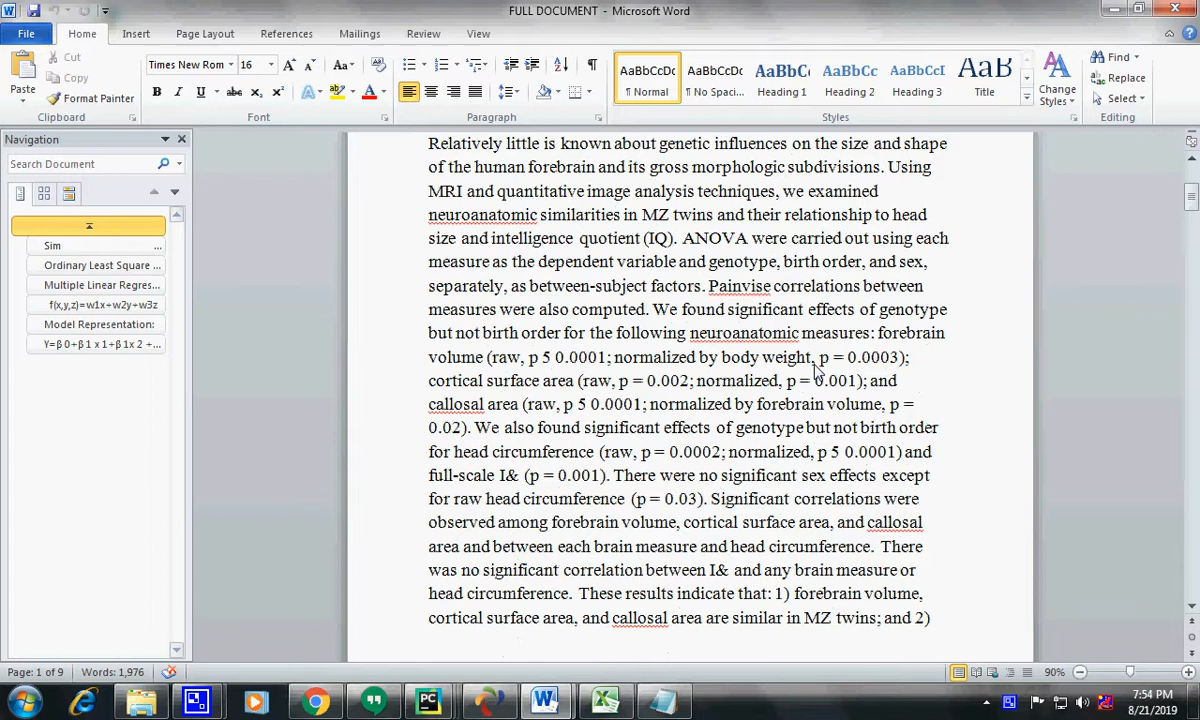 FULL DOCUMENT - Microsoft Word
File Home Insert Page Layout References Mailings Review View
Paste
Cut
Copy
Format Painter
Clipboard
Times New Rom 16
Font
Paragraph
AaBbCcDc AaBbCcDc AaBbC AaBbCc AaBbCcI AaB
¶ Normal ¶ No Spaci... Heading 1 Heading 2 Heading 3 Title
Change
Styles
Styles
Find
Replace
Select
Editing
Navigation
Search Document
Sim ...
Ordinary Least Square ...
Multiple Linear Regres...
f(x,y,z)=w1x+w2y+w3z
Model Representation:
Y=β0+β1 x 1+β1x 2 +...
Relatively little is known about genetic influences on the size and shape
of the human forebrain and its gross morphologic subdivisions. Using
MRI and quantitative image analysis techniques, we examined
neuroanatomic similarities in MZ twins and their relationship to head
size and intelligence quotient (IQ). ANOVA were carried out using each
measure as the dependent variable and genotype, birth order, and sex,
separately, as between-subject factors. Painvise correlations between
measures were also computed. We found significant effects of genotype
but not birth order for the following neuroanatomic measures: forebrain
volume (raw, p 5 0.0001; normalized by body weight, p = 0.0003);
cortical surface area (raw, p = 0.002; normalized, p = 0.001); and
callosal area (raw, p 5 0.0001; normalized by forebrain volume, p =
0.02). We also found significant effects of genotype but not birth order
for head circumference (raw, p = 0.0002; normalized, p 5 0.0001) and
full-scale I& (p = 0.001). There were no significant sex effects except
for raw head circumference (p = 0.03). Significant correlations were
observed among forebrain volume, cortical surface area, and callosal
area and between each brain measure and head circumference. There
was no significant correlation between I& and any brain measure or
head circumference. These results indicate that: 1) forebrain volume,
cortical surface area, and callosal area are similar in MZ twins; and 2)
Page: 1 of 9 Words: 1,976 90%
7:54 PM
8/21/2019